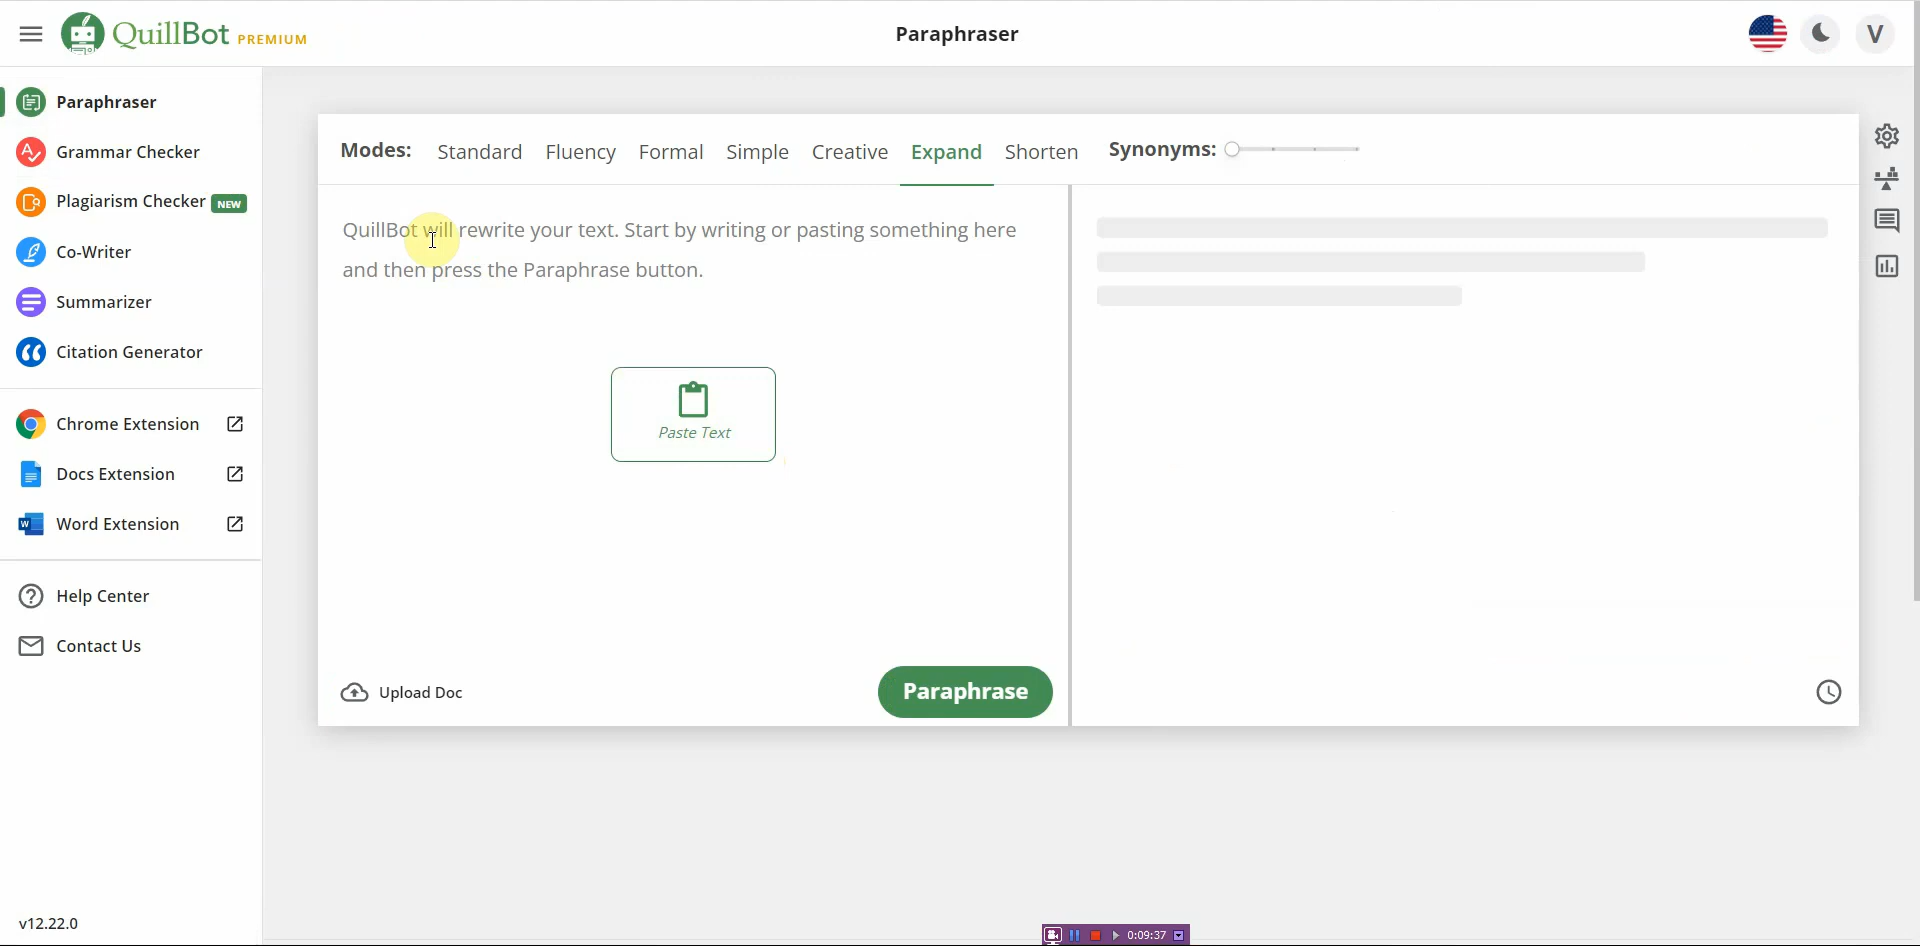 QuillBot PREMIUM
Paraphraser
V
Paraphraser
Grammar Checker
Plagiarism Checker NEW
Co-Writer
Summarizer
Citation Generator
Chrome Extension
Docs Extension
Word Extension
Help Center
Contact Us
v12.22.0
Modes: Standard Fluency Formal Simple Creative Expand Shorten Synonyms:
QuillBot will rewrite your text. Start by writing or pasting something here
and then press the Paraphrase button.
Paste Text
Upload Doc
Paraphrase
0:09:37